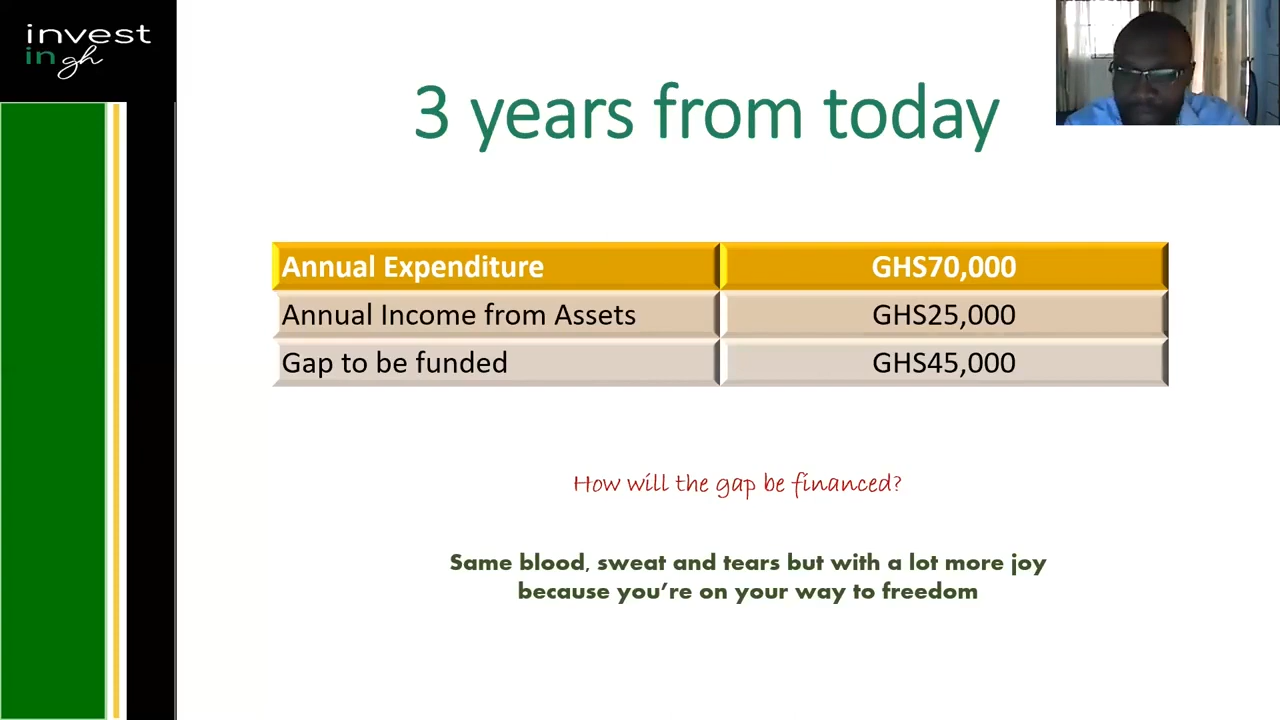 invest
in gh
3 years from today
Annual Expenditure GHS70,000
Annual Income from Assets GHS25,000
Gap to be funded GHS45,000
How will the gap be financed?
Same blood, sweat and tears but with a lot more joy
because you’re on your way to freedom